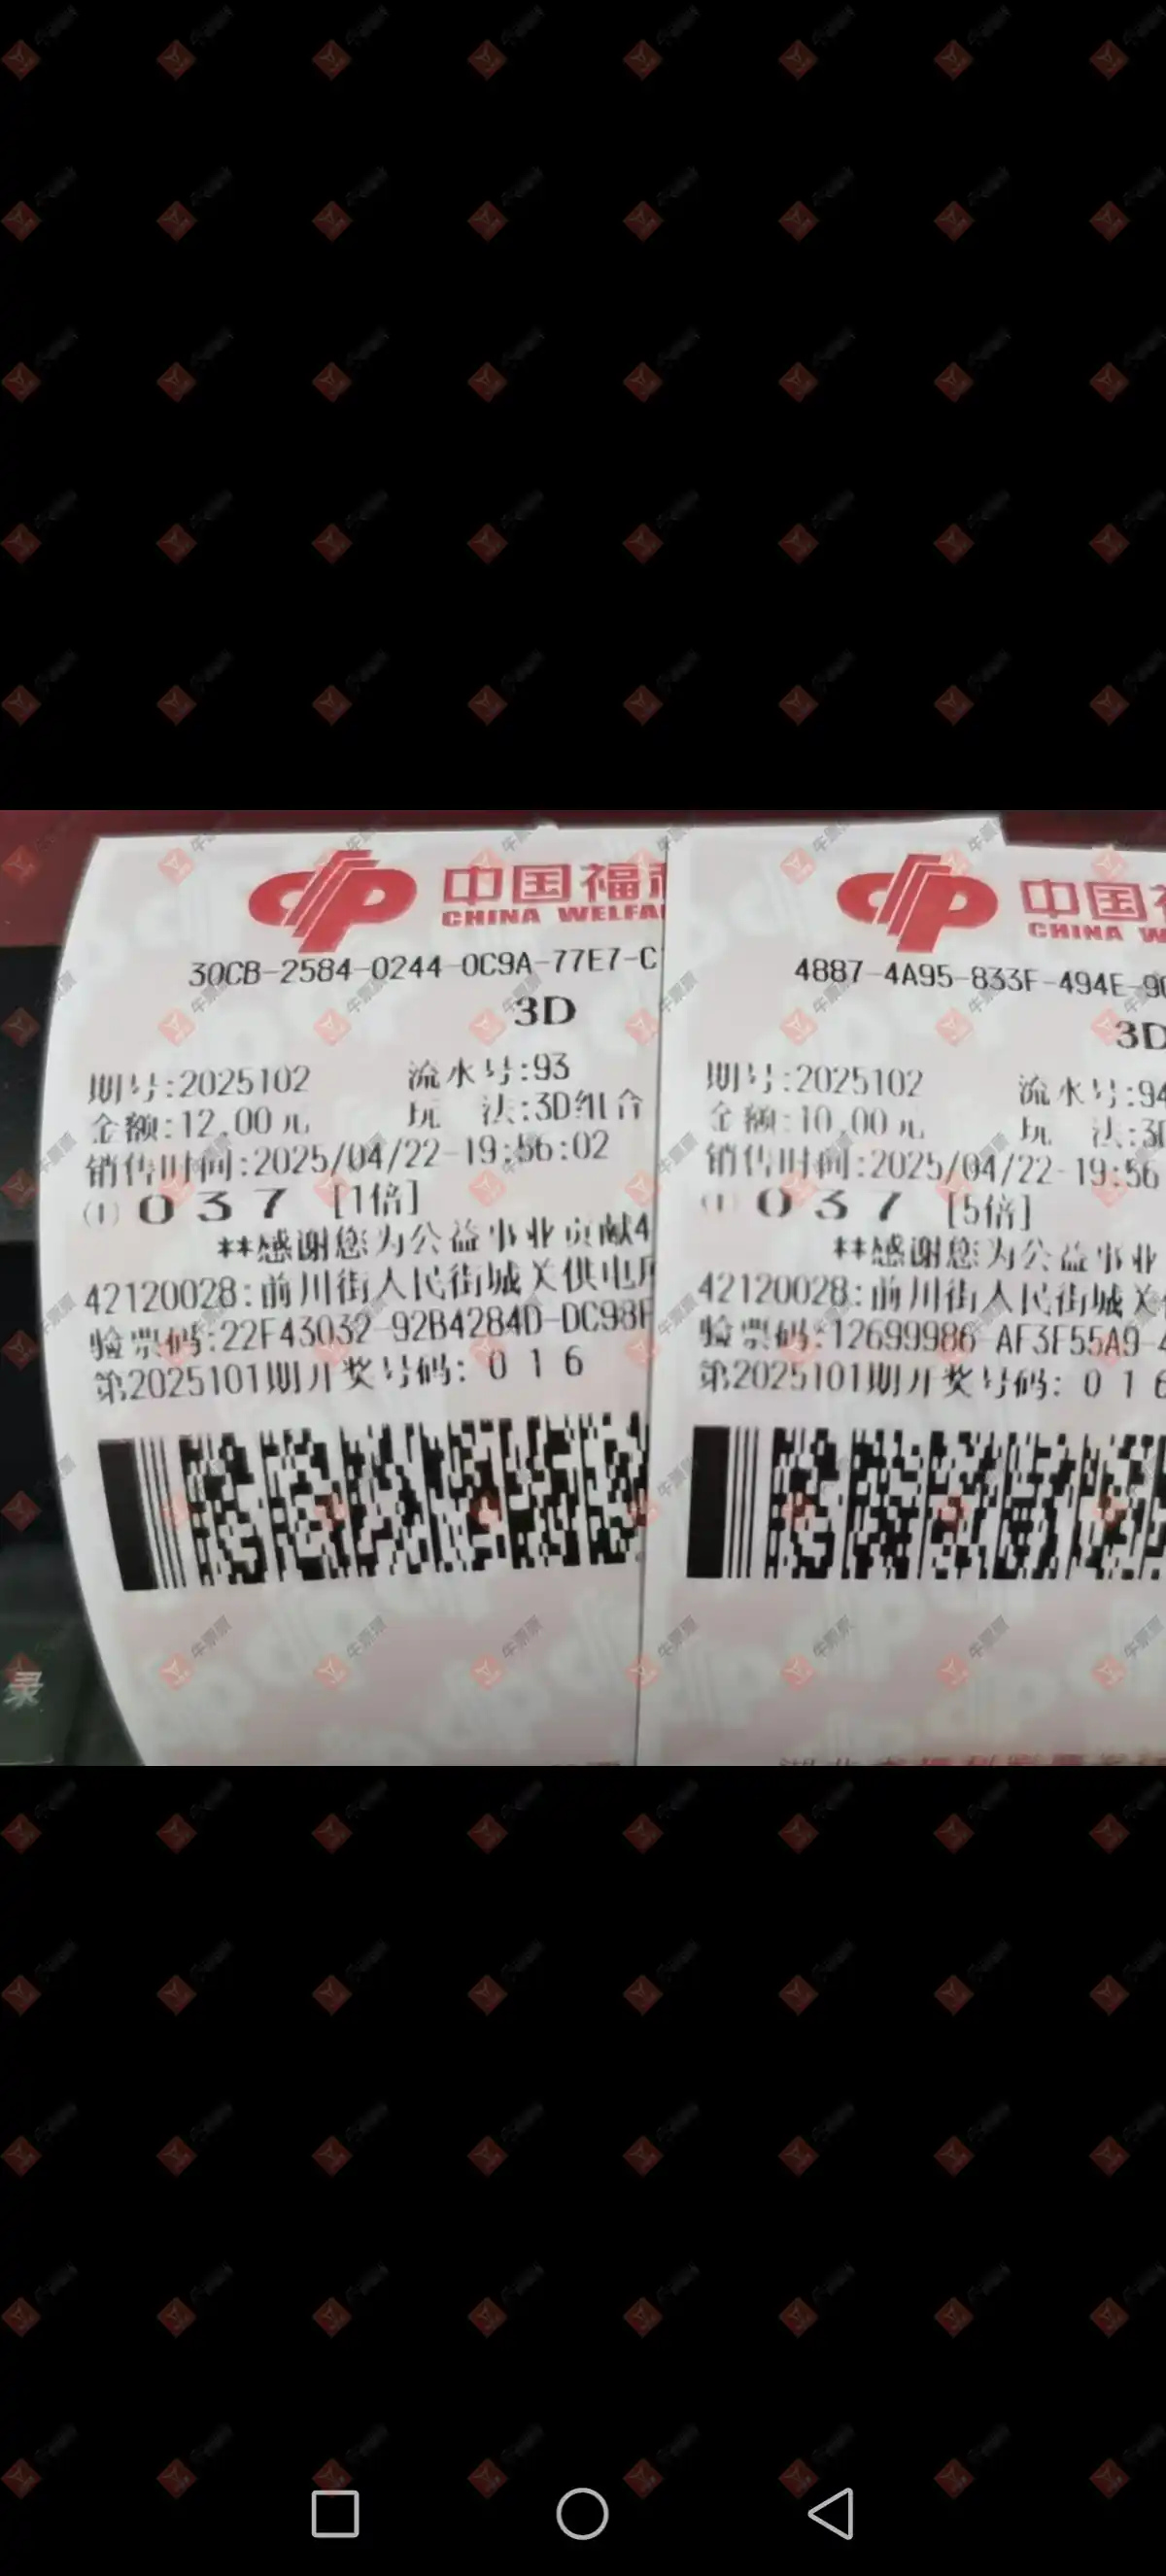 中国福
CHINA WELFA
30CB-2584-0244-0C9A-77E7-C
3D
期号:2025102 流水号:93
金额:12.00元 玩 法:3D组合
销售时间:2025/04/22-19:56:02
(1) 0 3 7 [1倍]
**感谢您为公益事业贡献4
42120028:前川街人民街城关供电
验票码:22F43032-92B4284D-DC98F
第2025101期开奖号码: 0 1 6
中国
CHINA W
4887-4A95-833F-494E-9
3D
期号:2025102 流水号:94
金额:10.00元 玩 法:3D
销售时间:2025/04/22-19:56
(1) 0 3 7 [5倍]
**感谢您为公益事业
42120028:前川街人民街城关
验票码:12699986-AF3F55A9-4
第2025101期开奖号码: 0 1 6
录
牛票票